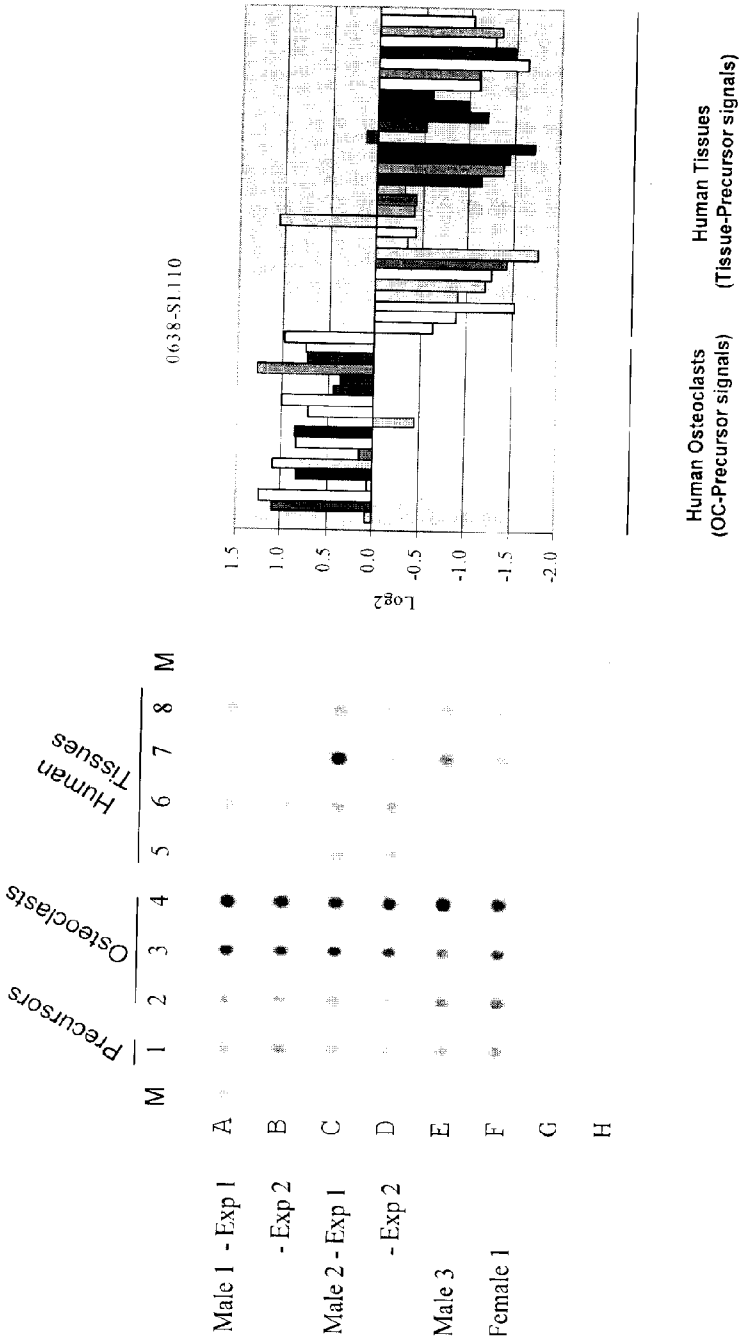 Precursors
Osteoclasts
Human
Tissues
M 1 2 3 4 5 6 7 8 M
Male 1 - Exp 1 A
- Exp 2 B
Male 2 - Exp 1 C
- Exp 2 D
Male 3 E
Female 1 F
G
H
0638-SL110
1.5
1.0
0.5
0.0
-0.5
-1.0
-1.5
-2.0
Log2
Human Osteoclasts
(OC-Precursor signals)
Human Tissues
(Tissue-Precursor signals)